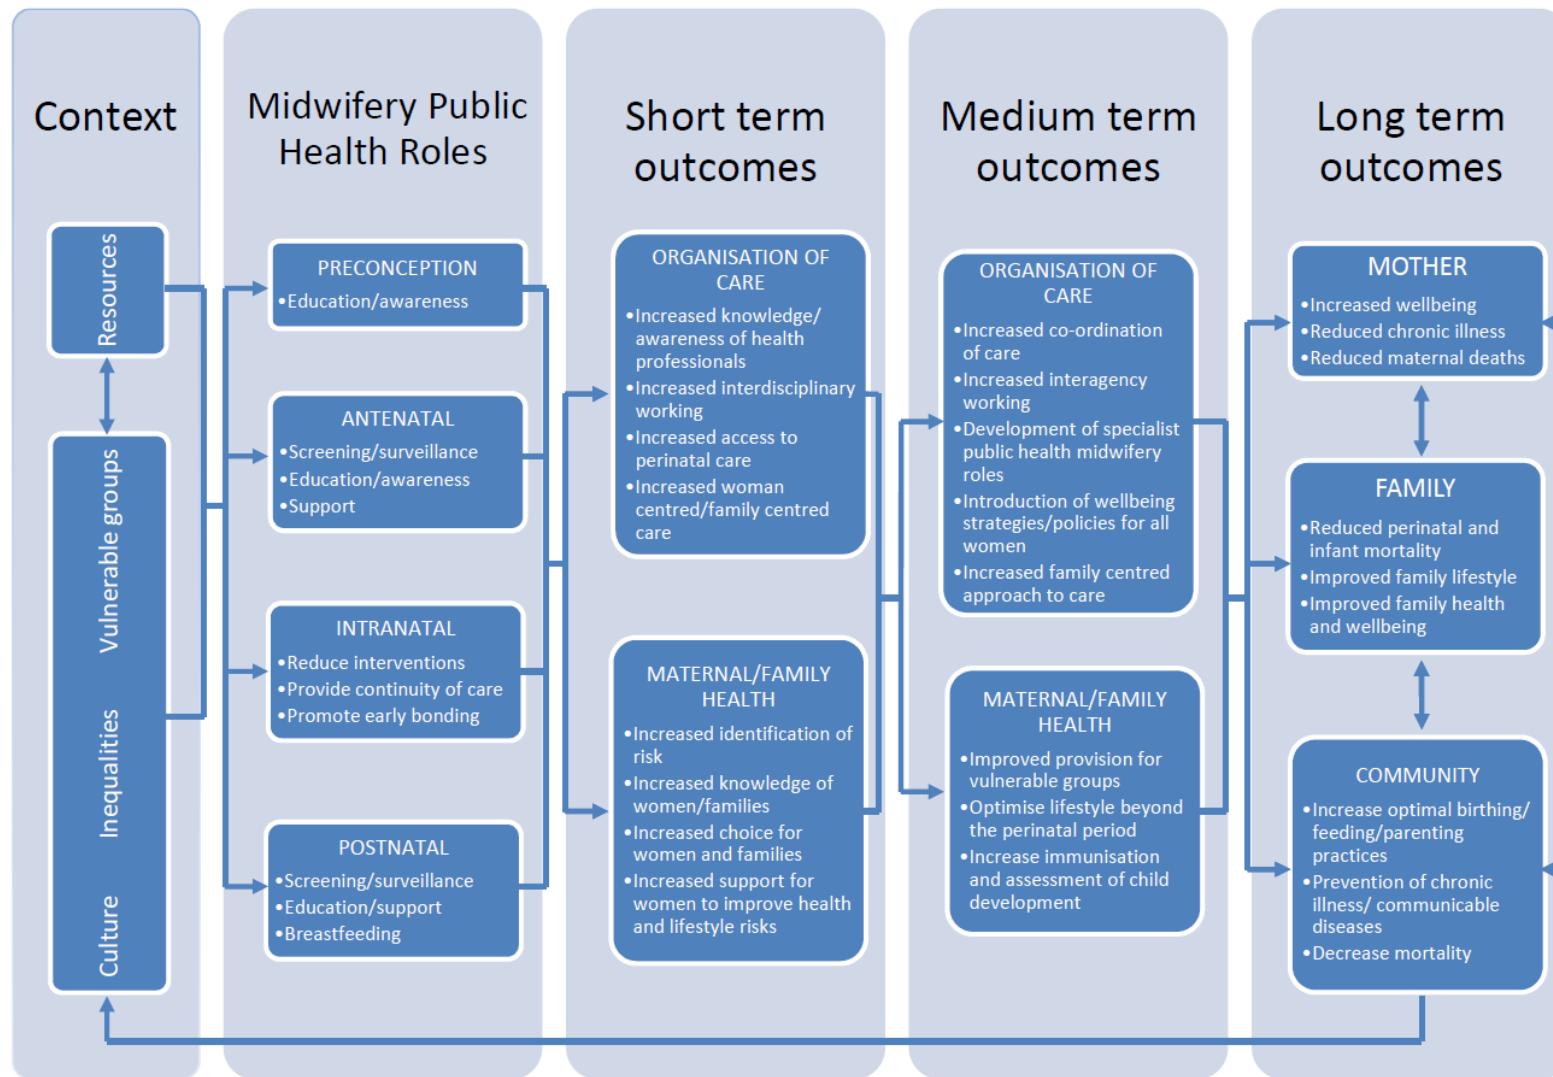 Context
Resources
Vulnerable groups
Inequalities
Culture
Midwifery Public
Health Roles
PRECONCEPTION
•Education/awareness
ANTENATAL
•Screening/surveillance
•Education/awareness
•Support
INTRANATAL
•Reduce interventions
•Provide continuity of care
•Promote early bonding
POSTNATAL
•Screening/surveillance
•Education/support
•Breastfeeding
Short term
outcomes
ORGANISATION OF
CARE
•Increased knowledge/
awareness of health
professionals
•Increased interdisciplinary
working
•Increased access to
perinatal care
•Increased woman
centred/family centred
care
MATERNAL/FAMILY
HEALTH
•Increased identification of
risk
•Increased knowledge of
women/families
•Increased choice for
women and families
•Increased support for
women to improve health
and lifestyle risks
Medium term
outcomes
ORGANISATION OF
CARE
•Increased co-ordination
of care
•Increased interagency
working
•Development of specialist
public health midwifery
roles
•Introduction of wellbeing
strategies/policies for all
women
•Increased family centred
approach to care
MATERNAL/FAMILY
HEALTH
•Improved provision for
vulnerable groups
•Optimise lifestyle beyond
the perinatal period
•Increase immunisation
and assessment of child
development
Long term
outcomes
MOTHER
•Increased wellbeing
•Reduced chronic illness
•Reduced maternal deaths
FAMILY
•Reduced perinatal and
infant mortality
•Improved family lifestyle
•Improved family health
and wellbeing
COMMUNITY
•Increase optimal birthing/
feeding/parenting
practices
•Prevention of chronic
illness/ communicable
diseases
•Decrease mortality